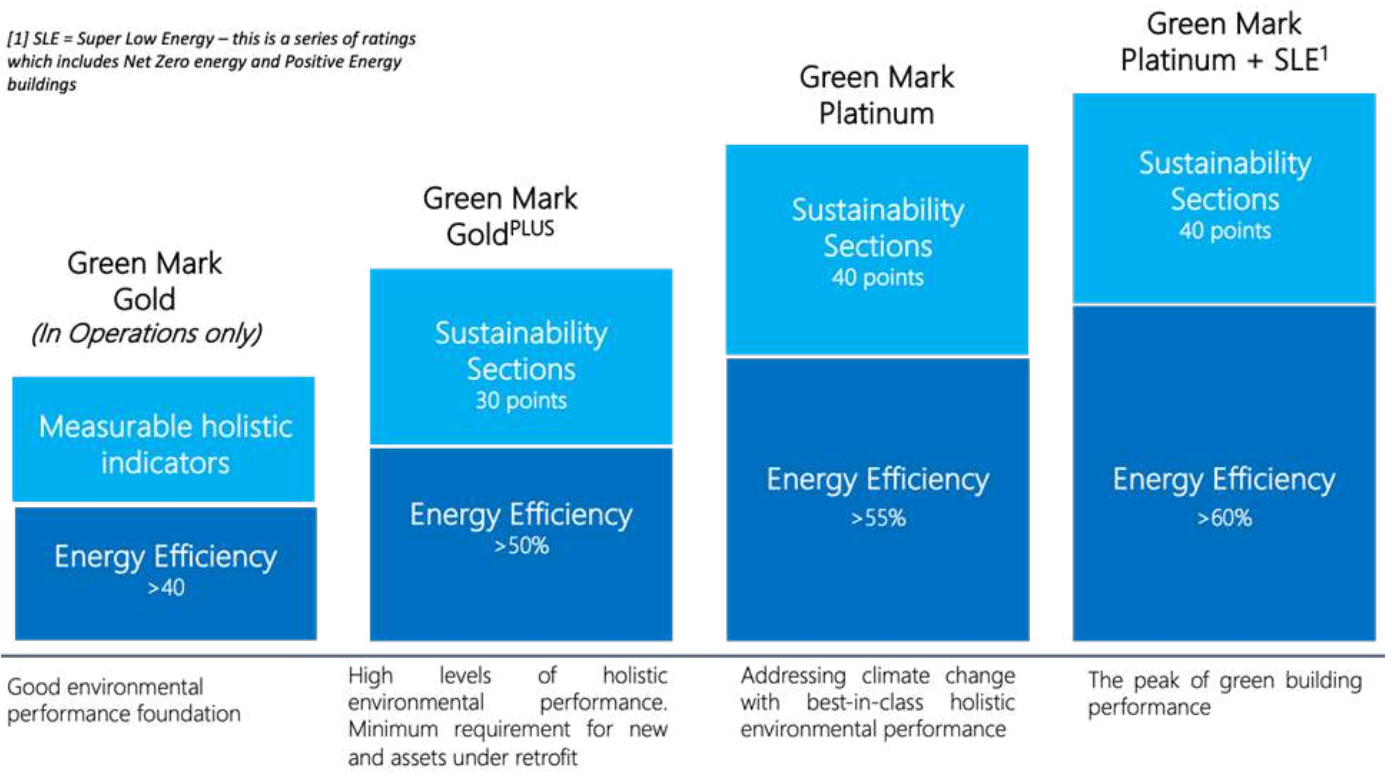 [1] SLE = Super Low Energy – this is a series of ratings
which includes Net Zero energy and Positive Energy
buildings
Green Mark
Gold
(In Operations only)
Measurable holistic
indicators
Energy Efficiency
>40
Good environmental
performance foundation
Green Mark
Gold^PLUS
Sustainability
Sections
30 points
Energy Efficiency
>50%
High levels of holistic
environmental performance.
Minimum requirement for new
and assets under retrofit
Green Mark
Platinum
Sustainability
Sections
40 points
Energy Efficiency
>55%
Addressing climate change
with best-in-class holistic
environmental performance
Green Mark
Platinum + SLE¹
Sustainability
Sections
40 points
Energy Efficiency
>60%
The peak of green building
performance